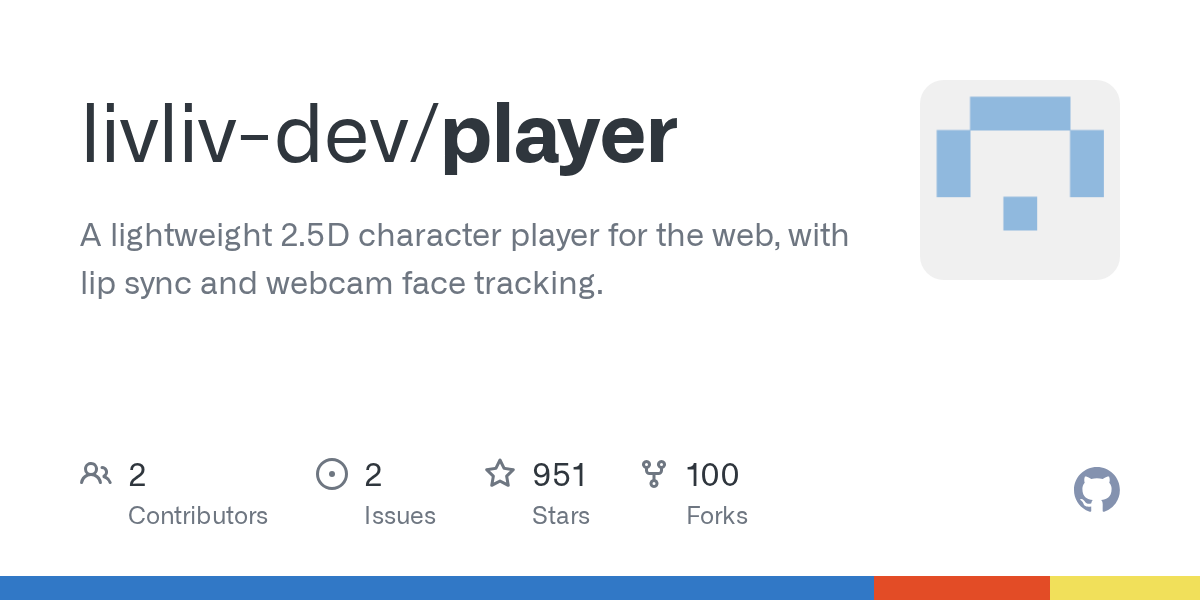 livliv-dev/player
A lightweight 2.5D character player for the web, with
lip sync and webcam face tracking.
2 2 951 100
Contributors Issues Stars Forks